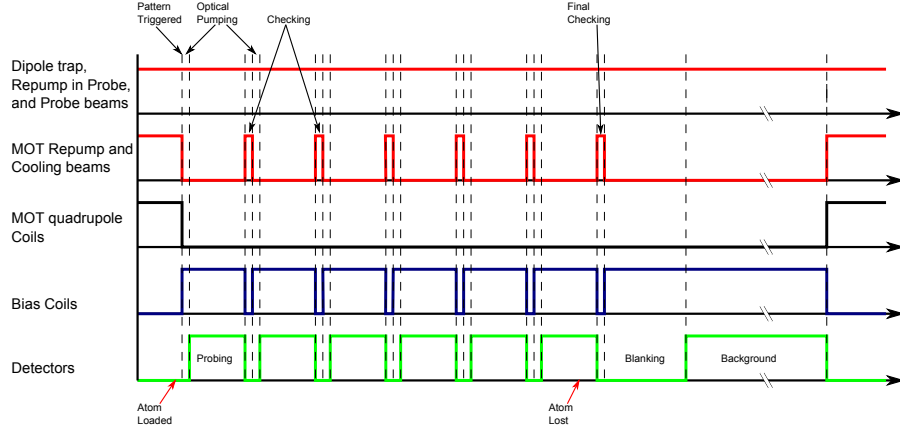 Pattern
Triggered
Optical
Pumping
Checking
Final
Checking
Dipole trap,
Repump in Probe,
and Probe beams
MOT Repump and
Cooling beams
MOT quadrupole
Coils
Bias Coils
Detectors
Probing
Blanking
Background
Atom
Loaded
Atom
Lost